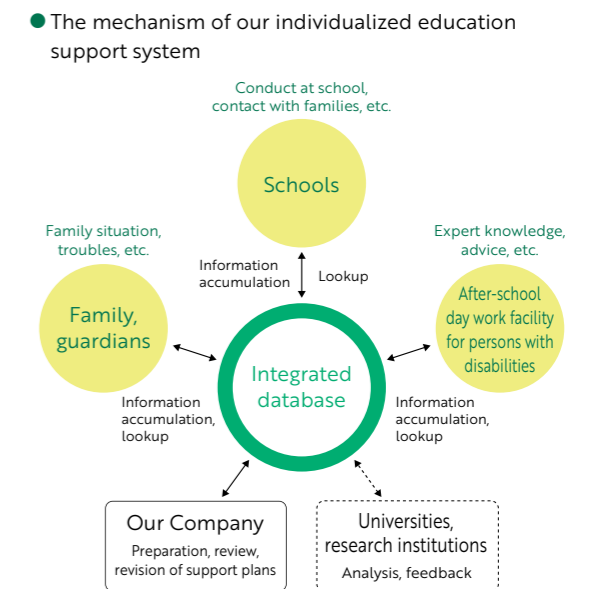 The mechanism of our individualized education
support system
Conduct at school,
contact with families, etc.
Schools
Family situation,
troubles, etc.
Expert knowledge,
advice, etc.
Information
accumulation
Lookup
Family,
guardians
After-school
day work facility
for persons with
disabilities
Integrated
database
Information
accumulation,
lookup
Information
accumulation,
lookup
Our Company
Preparation, review,
revision of support plans
Universities,
research institutions
Analysis, feedback